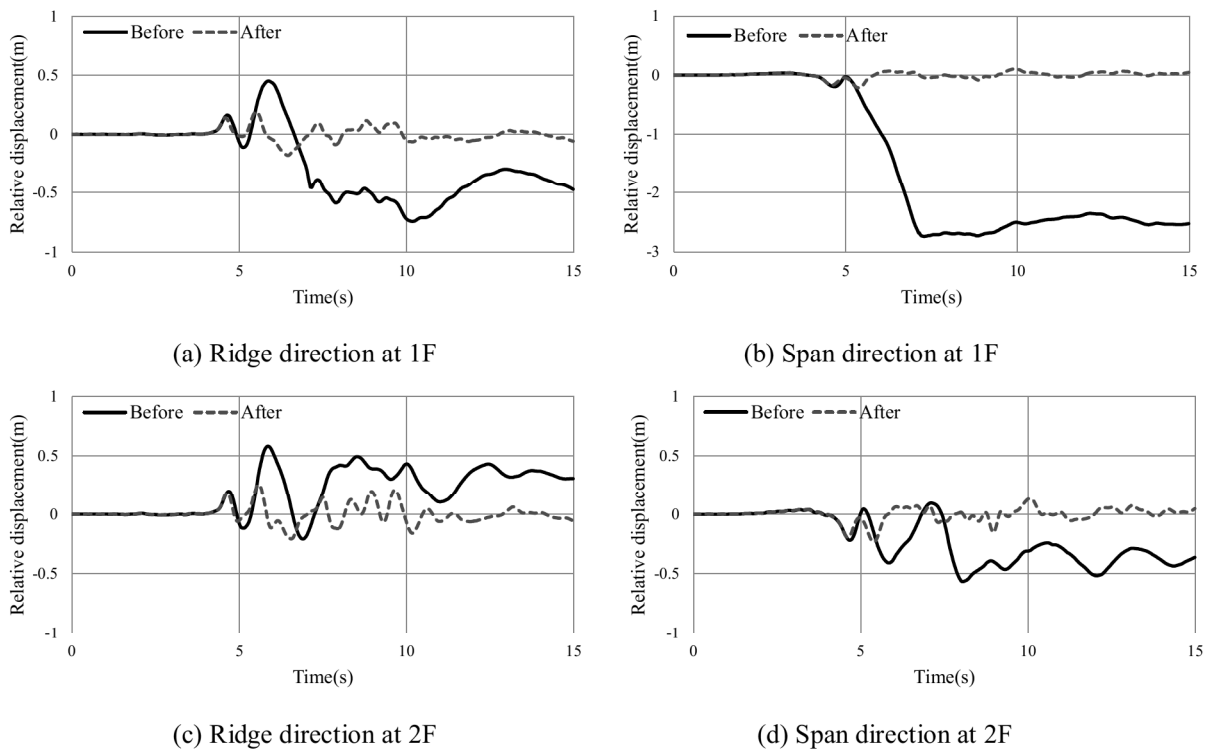 Relative displacement(m)
1
0.5
0
-0.5
-1
Before After
0 5 10 15
Time(s)
(a) Ridge direction at 1F
Relative displacement(m)
1
0
-1
-2
-3
Before After
0 5 10 15
Time(s)
(b) Span direction at 1F
Relative displacement(m)
1
0.5
0
-0.5
-1
Before After
0 5 10 15
Time(s)
(c) Ridge direction at 2F
Relative displacement(m)
1
0.5
0
-0.5
-1
Before After
0 5 10 15
Time(s)
(d) Span direction at 2F